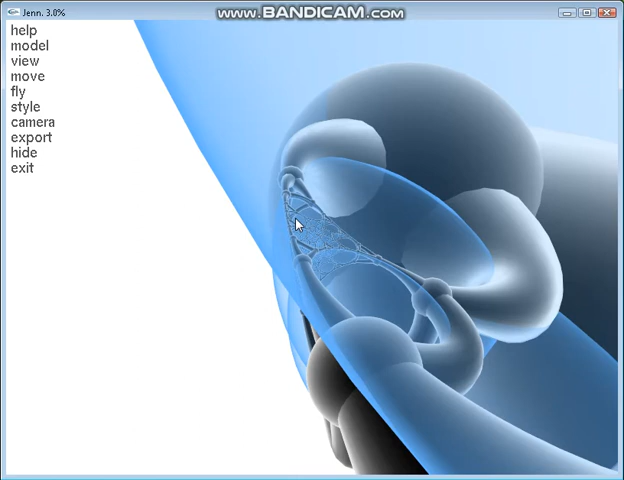 Jenn. 3.0%
www.BANDICAM.com
help
model
view
move
fly
style
camera
export
hide
exit